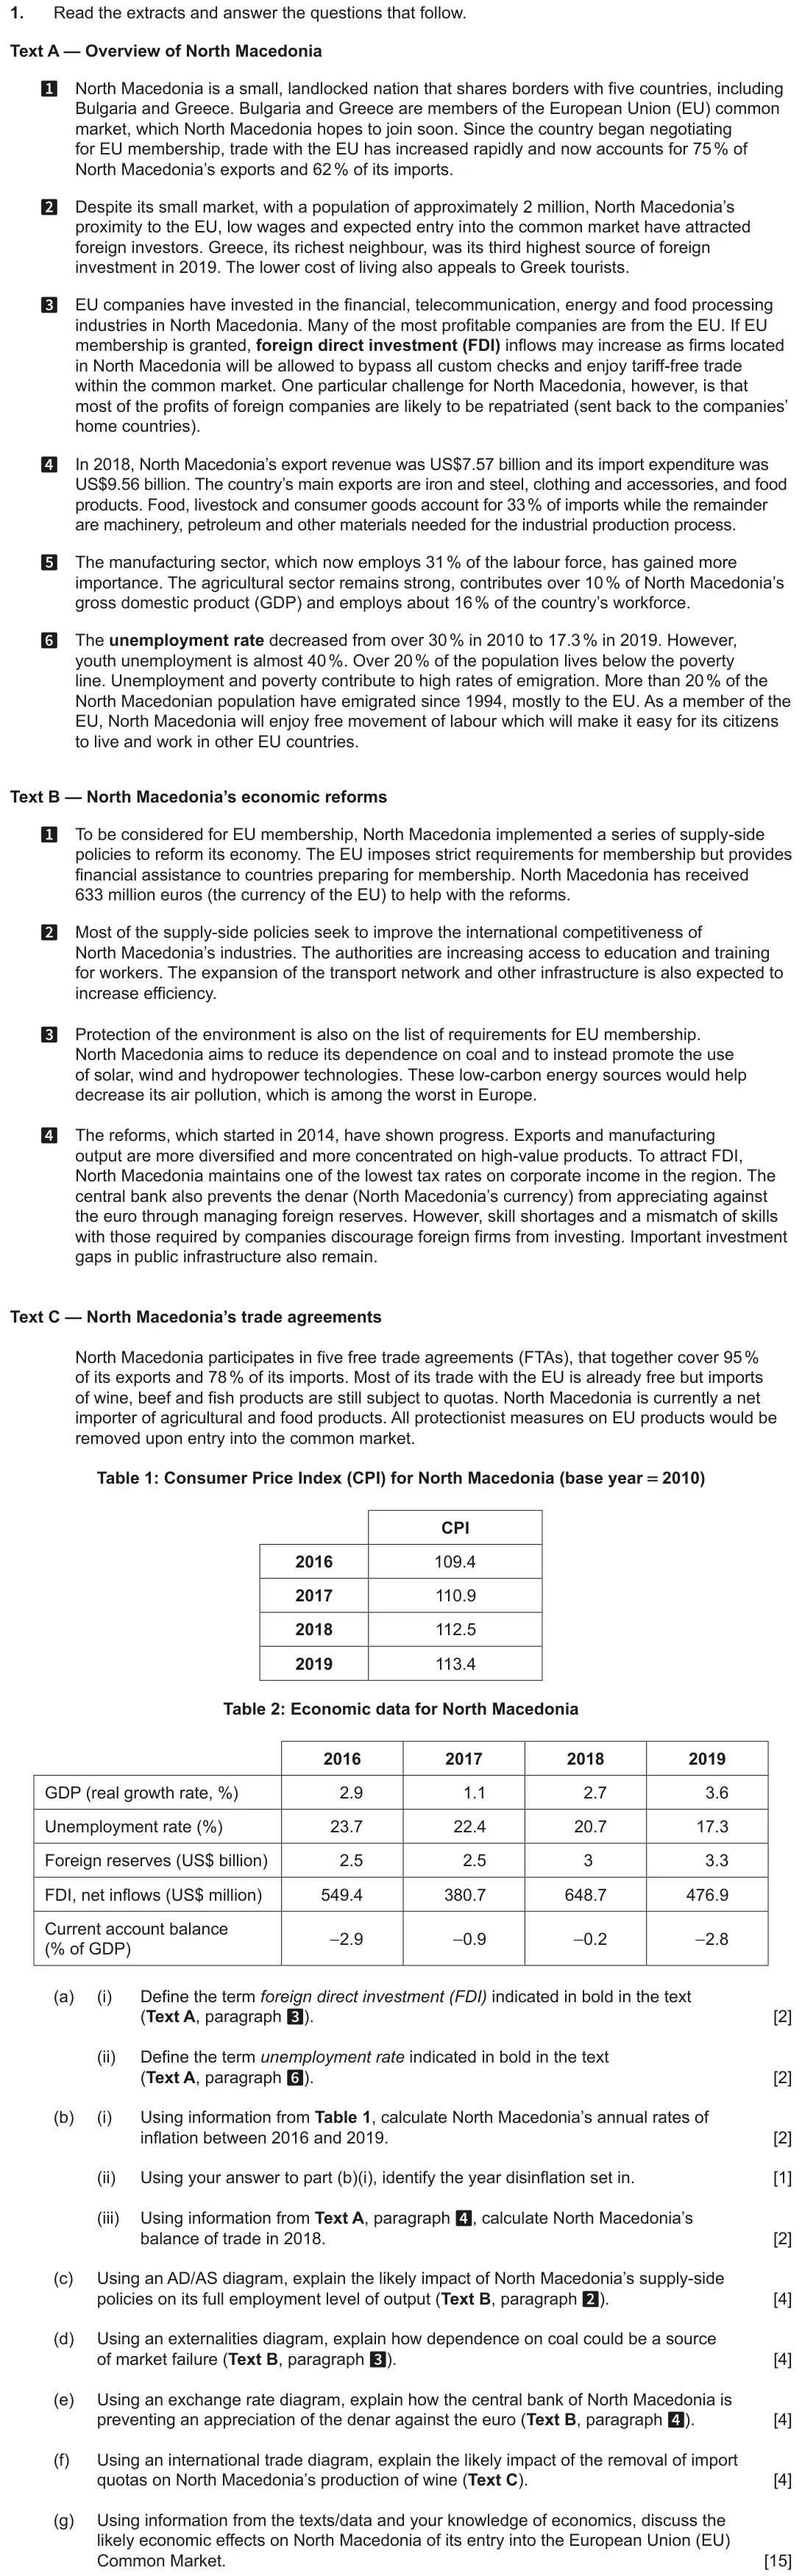 1. Read the extracts and answer the questions that follow.
Text A — Overview of North Macedonia
1 North Macedonia is a small, landlocked nation that shares borders with five countries, including
Bulgaria and Greece. Bulgaria and Greece are members of the European Union (EU) common
market, which North Macedonia hopes to join soon. Since the country began negotiating
for EU membership, trade with the EU has increased rapidly and now accounts for 75 % of
North Macedonia's exports and 62 % of its imports.
2 Despite its small market, with a population of approximately 2 million, North Macedonia's
proximity to the EU, low wages and expected entry into the common market have attracted
foreign investors. Greece, its richest neighbour, was its third highest source of foreign
investment in 2019. The lower cost of living also appeals to Greek tourists.
3 EU companies have invested in the financial, telecommunication, energy and food processing
industries in North Macedonia. Many of the most profitable companies are from the EU. If EU
membership is granted, foreign direct investment (FDI) inflows may increase as firms located
in North Macedonia will be allowed to bypass all custom checks and enjoy tariff-free trade
within the common market. One particular challenge for North Macedonia, however, is that
most of the profits of foreign companies are likely to be repatriated (sent back to the companies'
home countries).
4 In 2018, North Macedonia's export revenue was US$7.57 billion and its import expenditure was
US$9.56 billion. The country's main exports are iron and steel, clothing and accessories, and food
products. Food, livestock and consumer goods account for 33 % of imports while the remainder
are machinery, petroleum and other materials needed for the industrial production process.
5 The manufacturing sector, which now employs 31 % of the labour force, has gained more
importance. The agricultural sector remains strong, contributes over 10 % of North Macedonia's
gross domestic product (GDP) and employs about 16 % of the country's workforce.
6 The unemployment rate decreased from over 30 % in 2010 to 17.3 % in 2019. However,
youth unemployment is almost 40 %. Over 20 % of the population lives below the poverty
line. Unemployment and poverty contribute to high rates of emigration. More than 20 % of the
North Macedonian population have emigrated since 1994, mostly to the EU. As a member of the
EU, North Macedonia will enjoy free movement of labour which will make it easy for its citizens
to live and work in other EU countries.
Text B — North Macedonia's economic reforms
1 To be considered for EU membership, North Macedonia implemented a series of supply-side
policies to reform its economy. The EU imposes strict requirements for membership but provides
financial assistance to countries preparing for membership. North Macedonia has received
633 million euros (the currency of the EU) to help with the reforms.
2 Most of the supply-side policies seek to improve the international competitiveness of
North Macedonia's industries. The authorities are increasing access to education and training
for workers. The expansion of the transport network and other infrastructure is also expected to
increase efficiency.
3 Protection of the environment is also on the list of requirements for EU membership.
North Macedonia aims to reduce its dependence on coal and to instead promote the use
of solar, wind and hydropower technologies. These low-carbon energy sources would help
decrease its air pollution, which is among the worst in Europe.
4 The reforms, which started in 2014, have shown progress. Exports and manufacturing
output are more diversified and more concentrated on high-value products. To attract FDI,
North Macedonia maintains one of the lowest tax rates on corporate income in the region. The
central bank also prevents the denar (North Macedonia's currency) from appreciating against
the euro through managing foreign reserves. However, skill shortages and a mismatch of skills
with those required by companies discourage foreign firms from investing. Important investment
gaps in public infrastructure also remain.
Text C — North Macedonia's trade agreements
North Macedonia participates in five free trade agreements (FTAs), that together cover 95 %
of its exports and 78 % of its imports. Most of its trade with the EU is already free but imports
of wine, beef and fish products are still subject to quotas. North Macedonia is currently a net
importer of agricultural and food products. All protectionist measures on EU products would be
removed upon entry into the common market.
Table 1: Consumer Price Index (CPI) for North Macedonia (base year = 2010)
CPI
2016 109.4
2017 110.9
2018 112.5
2019 113.4
Table 2: Economic data for North Macedonia
2016 2017 2018 2019
GDP (real growth rate, %) 2.9 1.1 2.7 3.6
Unemployment rate (%) 23.7 22.4 20.7 17.3
Foreign reserves (US$ billion) 2.5 2.5 3 3.3
FDI, net inflows (US$ million) 549.4 380.7 648.7 476.9
Current account balance
(% of GDP) −2.9 −0.9 −0.2 −2.8
(a) (i) Define the term foreign direct investment (FDI) indicated in bold in the text
(Text A, paragraph 3). [2]
(ii) Define the term unemployment rate indicated in bold in the text
(Text A, paragraph 6). [2]
(b) (i) Using information from Table 1, calculate North Macedonia's annual rates of
inflation between 2016 and 2019. [2]
(ii) Using your answer to part (b)(i), identify the year disinflation set in. [1]
(iii) Using information from Text A, paragraph 4, calculate North Macedonia's
balance of trade in 2018. [2]
(c) Using an AD/AS diagram, explain the likely impact of North Macedonia's supply-side
policies on its full employment level of output (Text B, paragraph 2). [4]
(d) Using an externalities diagram, explain how dependence on coal could be a source
of market failure (Text B, paragraph 3). [4]
(e) Using an exchange rate diagram, explain how the central bank of North Macedonia is
preventing an appreciation of the denar against the euro (Text B, paragraph 4). [4]
(f) Using an international trade diagram, explain the likely impact of the removal of import
quotas on North Macedonia's production of wine (Text C). [4]
(g) Using information from the texts/data and your knowledge of economics, discuss the
likely economic effects on North Macedonia of its entry into the European Union (EU)
Common Market. [15]